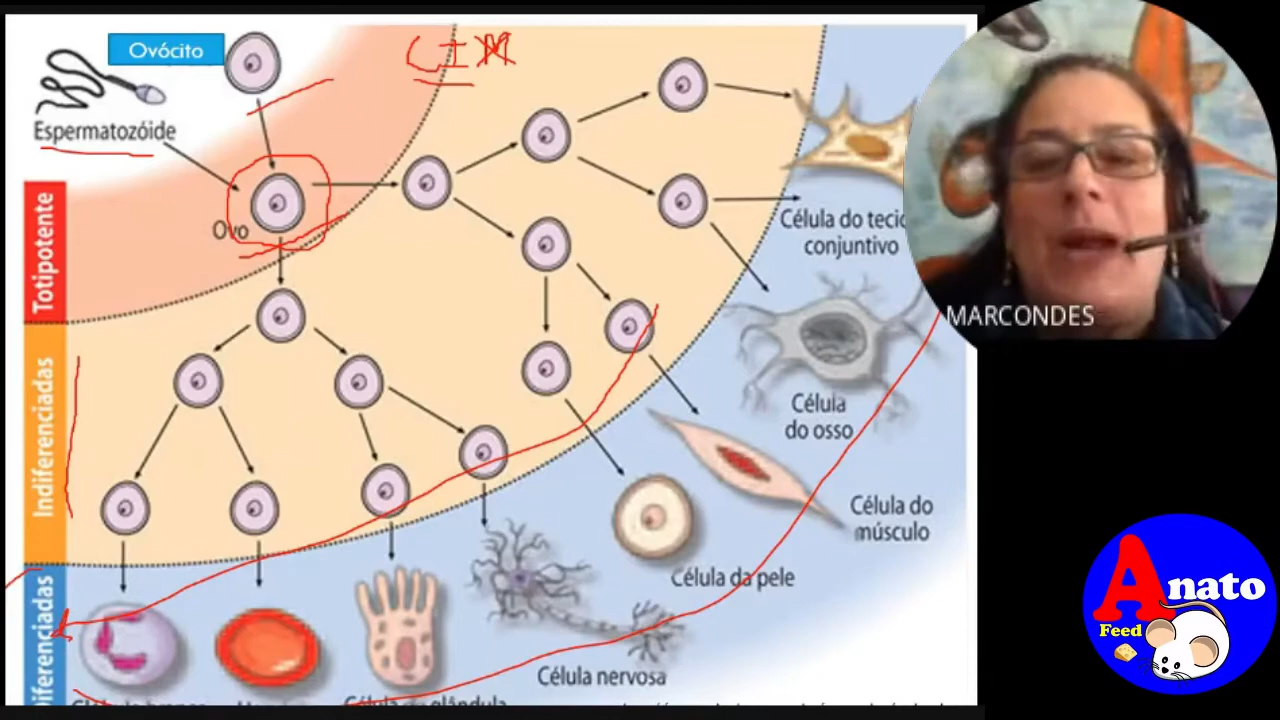 Ovócito
Espermatozóide
Ovo
Totipotente
Indiferenciadas
Diferenciadas
Célula do
conjuntivo
Célula
do osso
Célula do
músculo
Célula da pele
Célula nervosa
MARCONDES
Anato
Feed